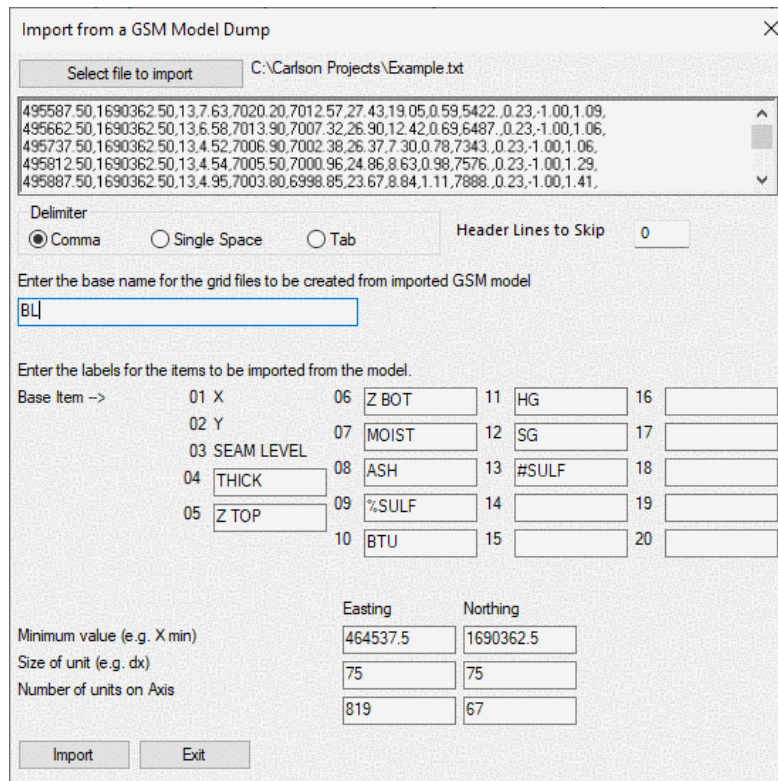 Import from a GSM Model Dump
Select file to import C:\Carlson Projects\Example.txt
495587.50,1690362.50,13,7.63,7020.20,7012.57,27.43,19.05,0.59,5422.,0.23,-1.00,1.09,
495662.50,1690362.50,13,6.58,7013.90,7007.32,26.90,12.42,0.69,6487.,0.23,-1.00,1.06,
495737.50,1690362.50,13,4.52,7006.90,7002.38,26.37,7.30,0.78,7343.,0.23,-1.00,1.06,
495812.50,1690362.50,13,4.54,7005.50,7000.96,24.86,8.63,0.98,7576.,0.23,-1.00,1.29,
495887.50,1690362.50,13,4.95,7003.80,6998.85,23.67,8.84,1.11,7888.,0.23,-1.00,1.41,
Delimiter
Comma Single Space Tab Header Lines to Skip 0
Enter the base name for the grid files to be created from imported GSM model
BL
Enter the labels for the items to be imported from the model.
Base Item --> 01 X 06 Z BOT 11 HG 16
02 Y 07 MOIST 12 SG 17
03 SEAM LEVEL 08 ASH 13 #SULF 18
04 THICK 09 %SULF 14 19
05 Z TOP 10 BTU 15 20
Easting Northing
Minimum value (e.g. X min) 464537.5 1690362.5
Size of unit (e.g. dx) 75 75
Number of units on Axis 819 67
Import Exit